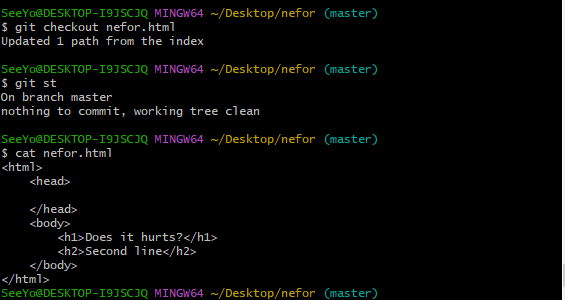 SeeYo@DESKTOP-I9JSCJQ MINGW64 ~/Desktop/nefor (master)
$ git checkout nefor.html
Updated 1 path from the index

SeeYo@DESKTOP-I9JSCJQ MINGW64 ~/Desktop/nefor (master)
$ git st
On branch master
nothing to commit, working tree clean

SeeYo@DESKTOP-I9JSCJQ MINGW64 ~/Desktop/nefor (master)
$ cat nefor.html
<html>
    <head>

    </head>
    <body>
        <h1>Does it hurts?</h1>
        <h2>Second line</h2>
    </body>
</html>
SeeYo@DESKTOP-I9JSCJQ MINGW64 ~/Desktop/nefor (master)